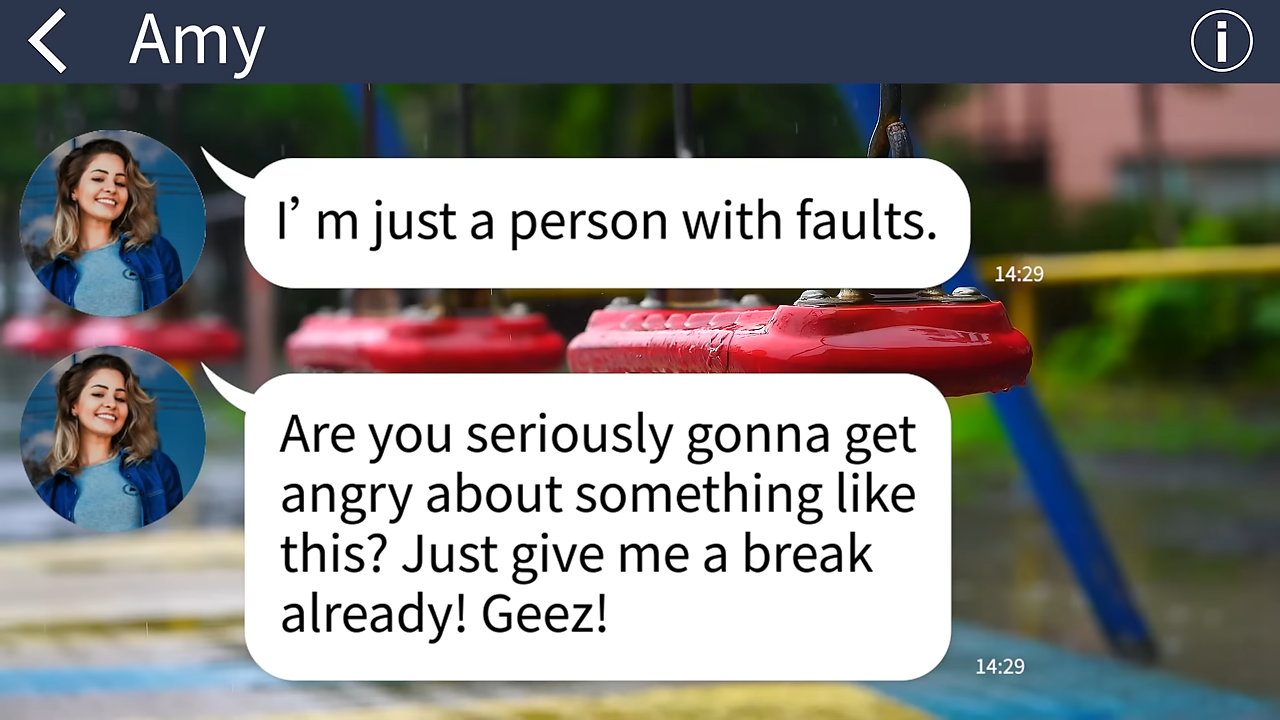 Amy
I’ m just a person with faults.
14:29
Are you seriously gonna get
angry about something like
this? Just give me a break
already! Geez!
14:29